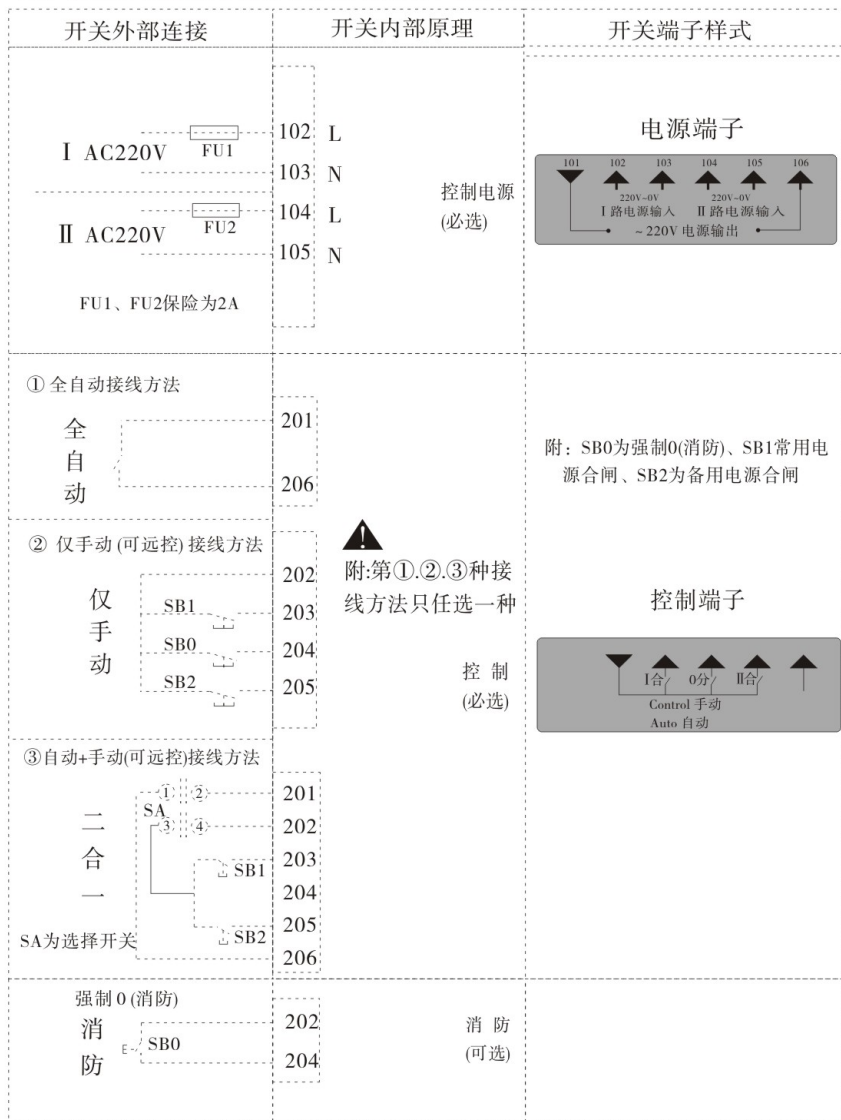 开关外部连接
开关内部原理
开关端子样式
Ⅰ AC220V
FU1
102 L
103 N
Ⅱ AC220V
FU2
104 L
105 N
FU1、FU2保险为2A
控制电源
(必选)
电源端子
101 102 103 104 105 106
220V~0V 220V~0V
Ⅰ路电源输入 Ⅱ路电源输入
~220V 电源输出
①全自动接线方法
全自动
201
206
附：SB0为强制0(消防)、SB1常用电
源合闸、SB2为备用电源合闸
② 仅手动 (可远控) 接线方法
仅手动
202
SB1 203
SB0 204
SB2 205
附:第①.②.③种接
线方法只任选一种
控 制
(必选)
控制端子
Ⅰ合 0分 Ⅱ合
Control 手动
Auto 自动
③自动+手动(可远控)接线方法
二合一
SA
① ② 201
③ ④ 202
203
SB1
204
205
SB2
206
SA为选择开关
强制 0 (消防)
消防
E
SB0
202
204
消 防
(可选)